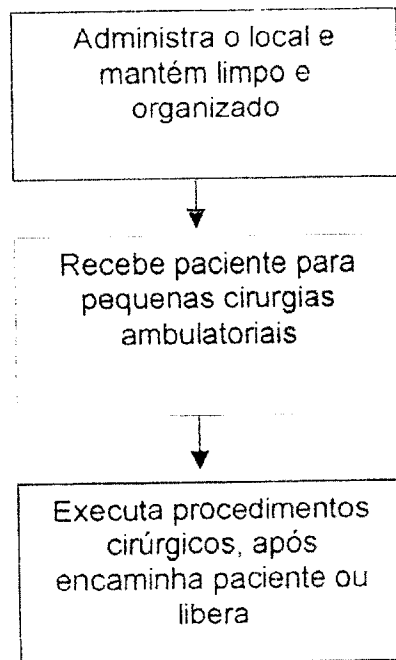 Administra o local e
mantém limpo e
organizado
Recebe paciente para
pequenas cirurgias
ambulatoriais
Executa procedimentos
cirúrgicos, após
encaminha paciente ou
libera